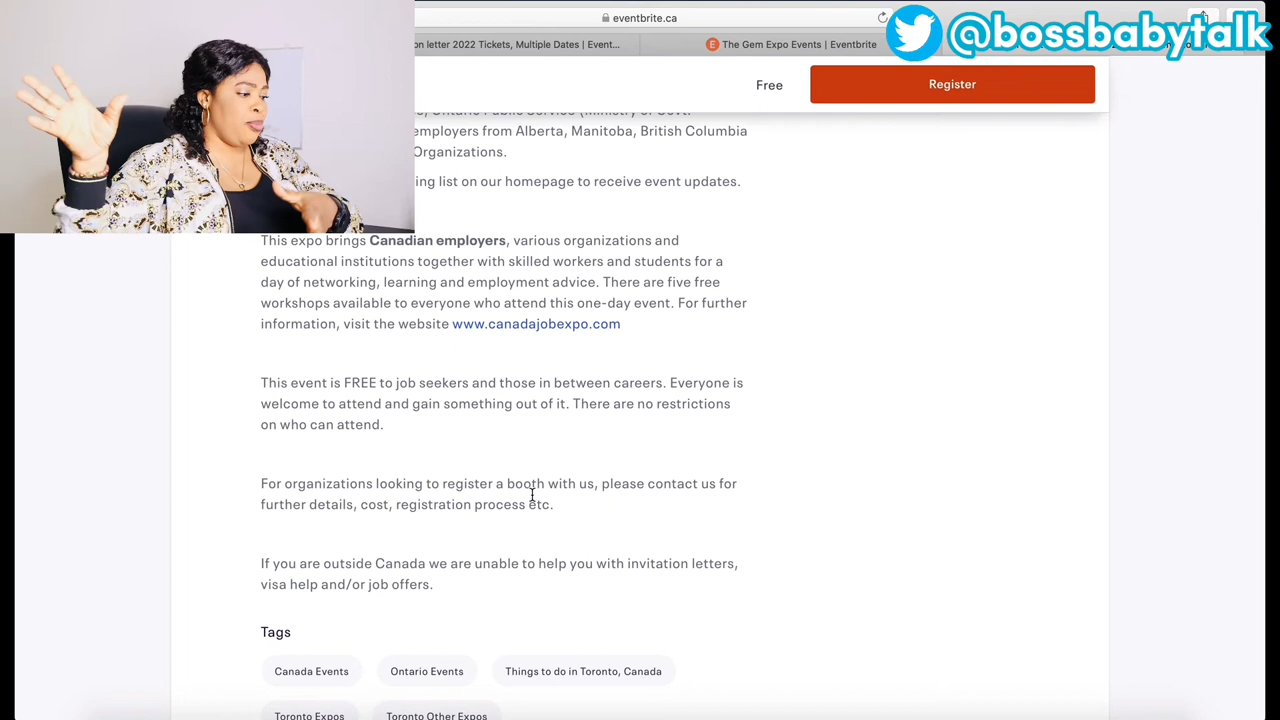 eventbrite.ca
@bossbabytalk
on letter 2022 Tickets, Multiple Dates | Event...
E The Gem Expo Events | Eventbrite
Free
Register
employers from Alberta, Manitoba, British Columbia
Organizations.
ing list on our homepage to receive event updates.
This expo brings Canadian employers, various organizations and
educational institutions together with skilled workers and students for a
day of networking, learning and employment advice. There are five free
workshops available to everyone who attend this one-day event. For further
information, visit the website www.canadajobexpo.com
This event is FREE to job seekers and those in between careers. Everyone is
welcome to attend and gain something out of it. There are no restrictions
on who can attend.
For organizations looking to register a booth with us, please contact us for
further details, cost, registration process etc.
If you are outside Canada we are unable to help you with invitation letters,
visa help and/or job offers.
Tags
Canada Events
Ontario Events
Things to do in Toronto, Canada
Toronto Expos
Toronto Other Expos